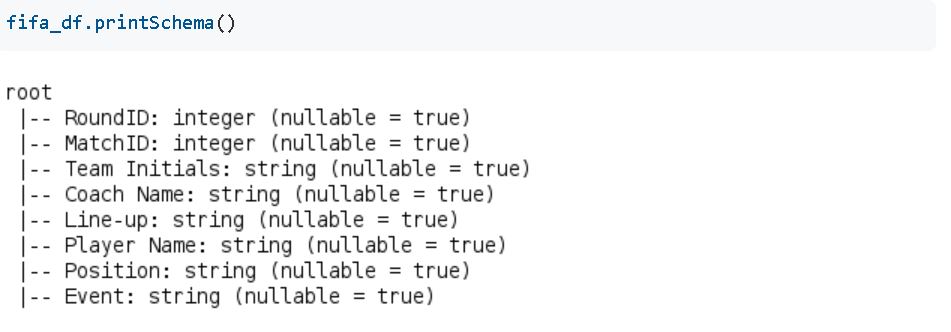 fifa_df.printSchema()
root
|-- RoundID: integer (nullable = true)
|-- MatchID: integer (nullable = true)
|-- Team Initials: string (nullable = true)
|-- Coach Name: string (nullable = true)
|-- Line-up: string (nullable = true)
|-- Player Name: string (nullable = true)
|-- Position: string (nullable = true)
|-- Event: string (nullable = true)